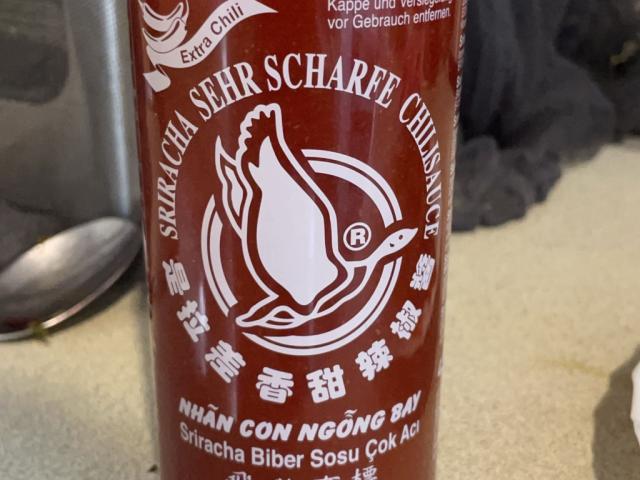 Kappe und Versiegelung
vor Gebrauch entfernen.
Extra Chili
SRIRACHA SEHR SCHARFE CHILISAUCE
®
是拉差香甜辣椒醬
NHÃN CON NGỖNG BAY
Sriracha Biber Sosu Çok Acı